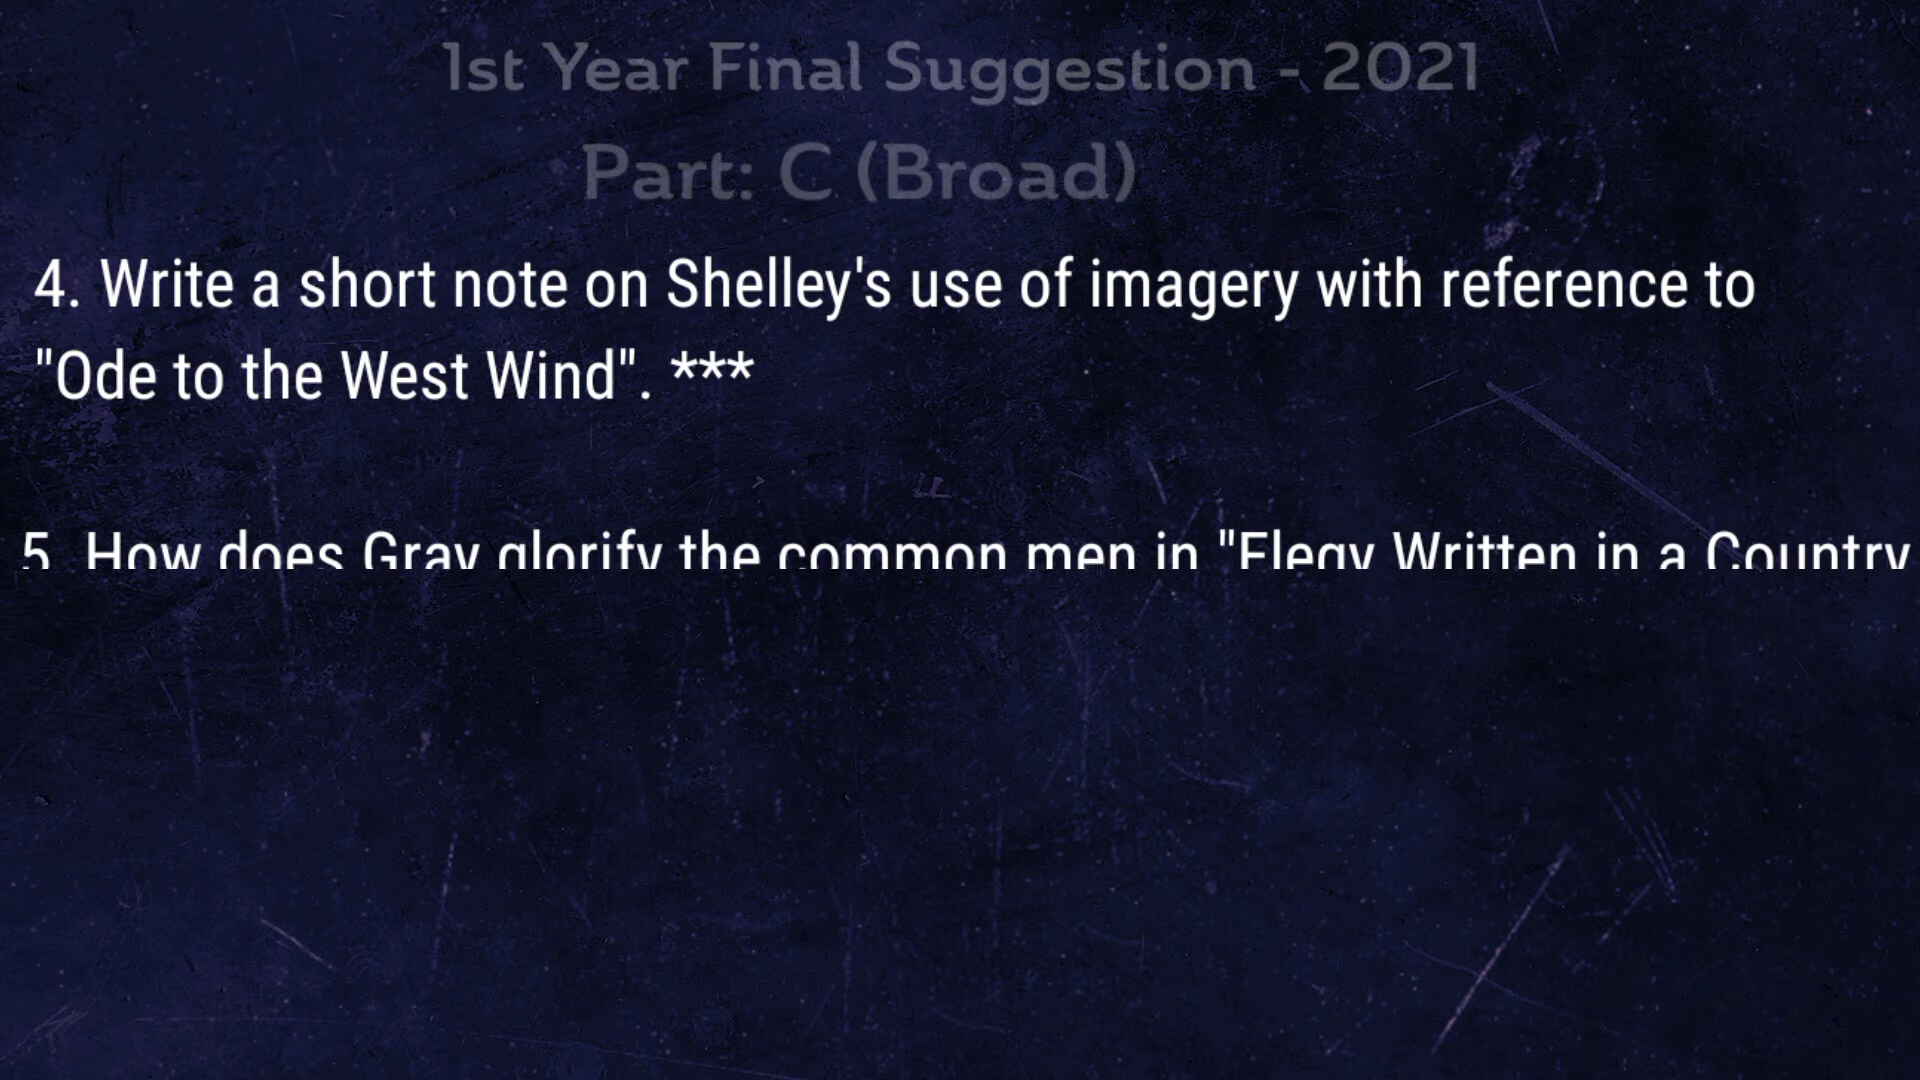 1st Year Final Suggestion - 2021
Part: C (Broad)
4. Write a short note on Shelley's use of imagery with reference to
"Ode to the West Wind". ***
5. How does Gray glorify the common men in "Elegy Written in a Country